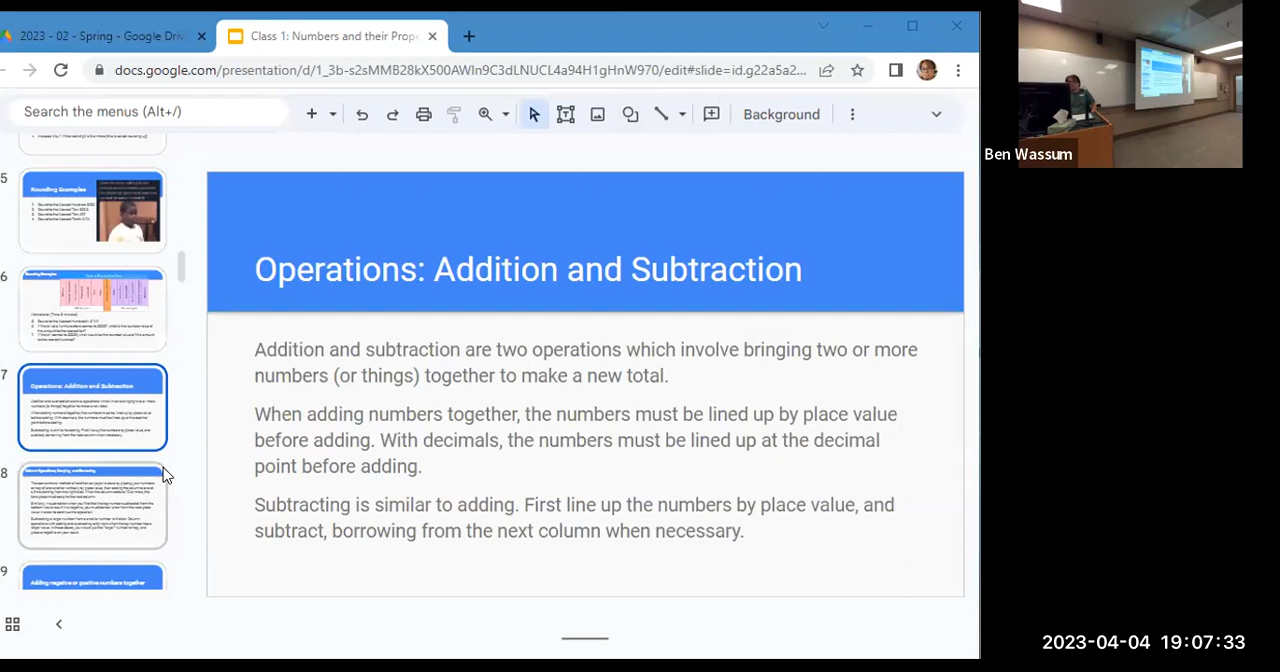 2023 - 02 - Spring - Google Driv
Class 1: Numbers and their Prope
docs.google.com/presentation/d/1_3b-s2sMMB28kX500AWIn9C3dLNUCL4a94H1gHnW970/edit#slide=id.g22a5a2...
Search the menus (Alt+/)
Background
Ben Wassum
5
Rounding Examples
6
7
Operations: Addition and Subtraction
8
Column Operations, Carrying, and Borrowing
9
Adding negative or positive numbers together
Operations: Addition and Subtraction
Addition and subtraction are two operations which involve bringing two or more
numbers (or things) together to make a new total.
When adding numbers together, the numbers must be lined up by place value
before adding. With decimals, the numbers must be lined up at the decimal
point before adding.
Subtracting is similar to adding. First line up the numbers by place value, and
subtract, borrowing from the next column when necessary.
2023-04-04 19:07:33